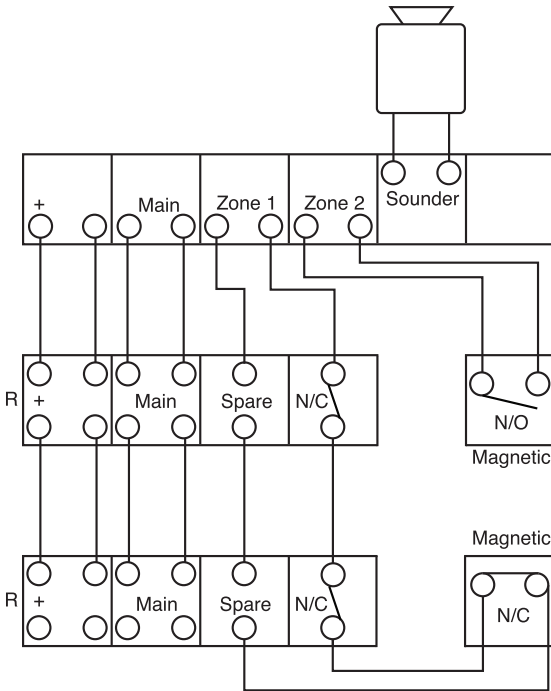 +
Main
Zone 1
Zone 2
Sounder
R
+
Main
Spare
N/C
N/O
Magnetic
Magnetic
R
+
Main
Spare
N/C
N/C